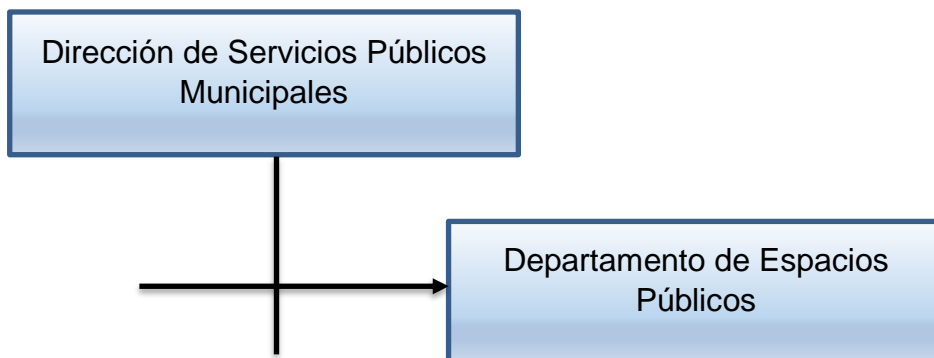 Dirección de Servicios Públicos
Municipales
Departamento de Espacios
Públicos